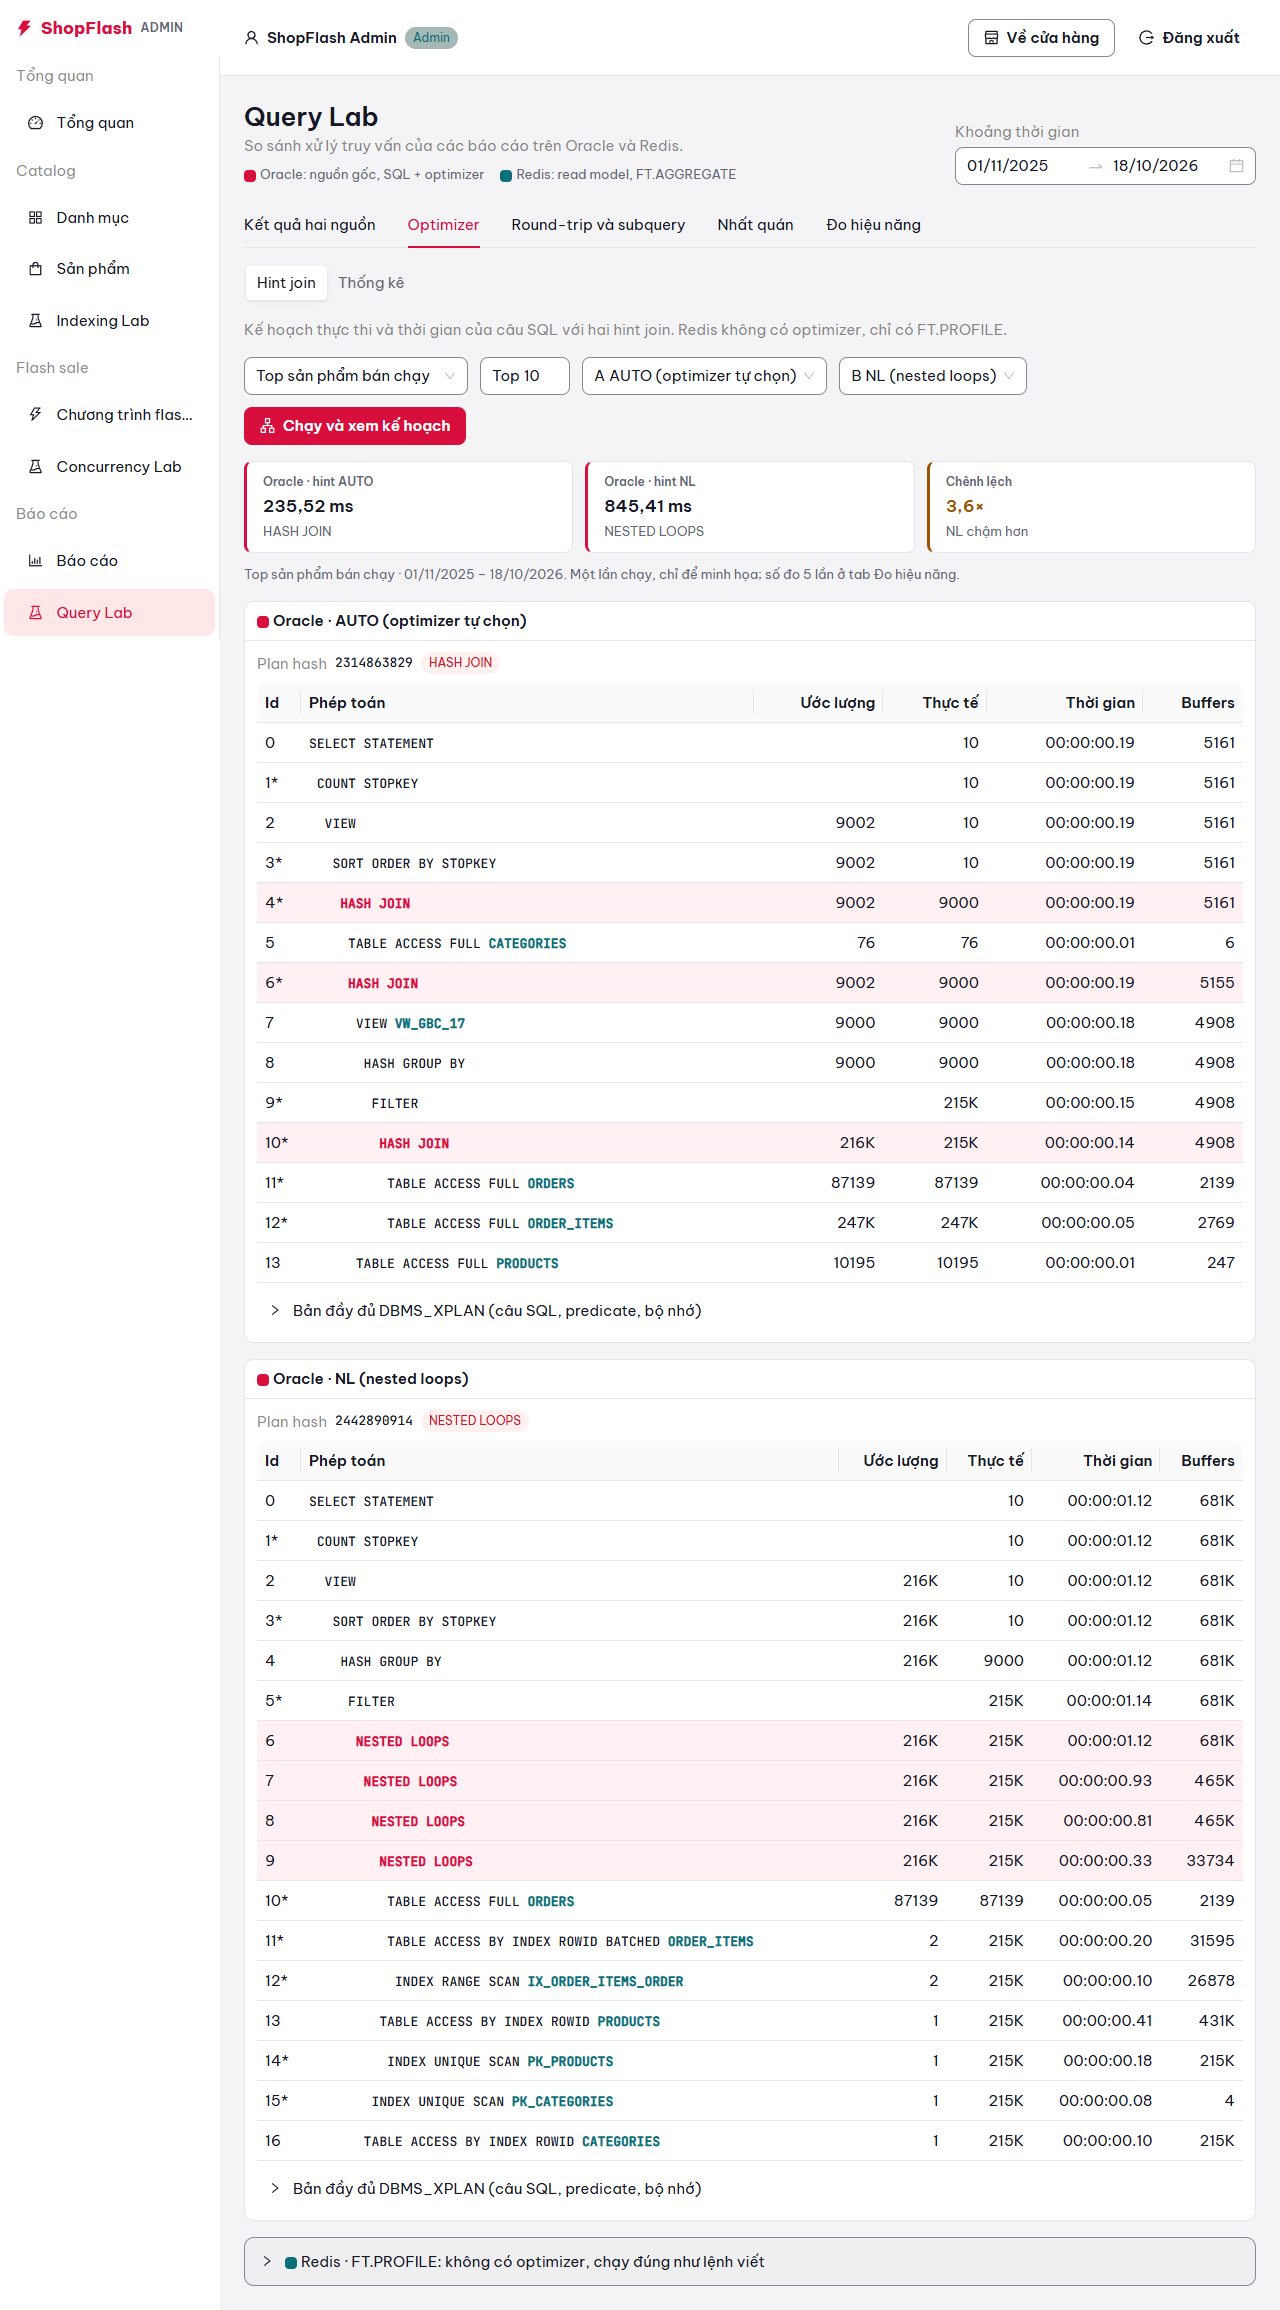 ShopFlash ADMIN
Tổng quan
Tổng quan
Catalog
Danh mục
Sản phẩm
Indexing Lab
Flash sale
Chương trình flas...
Concurrency Lab
Báo cáo
Báo cáo
Query Lab
ShopFlash Admin Admin
Về cửa hàng Đăng xuất
Query Lab
So sánh xử lý truy vấn của các báo cáo trên Oracle và Redis.
Oracle: nguồn gốc, SQL + optimizer Redis: read model, FT.AGGREGATE
Khoảng thời gian
01/11/2025 → 18/10/2026
Kết quả hai nguồn Optimizer Round-trip và subquery Nhất quán Đo hiệu năng
Hint join Thống kê
Kế hoạch thực thi và thời gian của câu SQL với hai hint join. Redis không có optimizer, chỉ có FT.PROFILE.
Top sản phẩm bán chạy Top 10 A AUTO (optimizer tự chọn) B NL (nested loops)
Chạy và xem kế hoạch
Oracle · hint AUTO
235,52 ms
HASH JOIN
Oracle · hint NL
845,41 ms
NESTED LOOPS
Chênh lệch
3,6×
NL chậm hơn
Top sản phẩm bán chạy · 01/11/2025 – 18/10/2026. Một lần chạy, chỉ để minh họa; số đo 5 lần ở tab Đo hiệu năng.
Oracle · AUTO (optimizer tự chọn)
Plan hash 2314863829 HASH JOIN
Id Phép toán Ước lượng Thực tế Thời gian Buffers
0 SELECT STATEMENT 10 00:00:00.19 5161
1* COUNT STOPKEY 10 00:00:00.19 5161
2 VIEW 9002 10 00:00:00.19 5161
3* SORT ORDER BY STOPKEY 9002 10 00:00:00.19 5161
4* HASH JOIN 9002 9000 00:00:00.19 5161
5 TABLE ACCESS FULL CATEGORIES 76 76 00:00:00.01 6
6* HASH JOIN 9002 9000 00:00:00.19 5155
7 VIEW VW_GBC_17 9000 9000 00:00:00.18 4908
8 HASH GROUP BY 9000 9000 00:00:00.18 4908
9* FILTER 215K 00:00:00.15 4908
10* HASH JOIN 216K 215K 00:00:00.14 4908
11* TABLE ACCESS FULL ORDERS 87139 87139 00:00:00.04 2139
12* TABLE ACCESS FULL ORDER_ITEMS 247K 247K 00:00:00.05 2769
13 TABLE ACCESS FULL PRODUCTS 10195 10195 00:00:00.01 247
Bản đầy đủ DBMS_XPLAN (câu SQL, predicate, bộ nhớ)
Oracle · NL (nested loops)
Plan hash 2442890914 NESTED LOOPS
Id Phép toán Ước lượng Thực tế Thời gian Buffers
0 SELECT STATEMENT 10 00:00:01.12 681K
1* COUNT STOPKEY 10 00:00:01.12 681K
2 VIEW 216K 10 00:00:01.12 681K
3* SORT ORDER BY STOPKEY 216K 10 00:00:01.12 681K
4 HASH GROUP BY 216K 9000 00:00:01.12 681K
5* FILTER 215K 00:00:01.14 681K
6 NESTED LOOPS 216K 215K 00:00:01.12 681K
7 NESTED LOOPS 216K 215K 00:00:00.93 465K
8 NESTED LOOPS 216K 215K 00:00:00.81 465K
9 NESTED LOOPS 216K 215K 00:00:00.33 33734
10* TABLE ACCESS FULL ORDERS 87139 87139 00:00:00.05 2139
11* TABLE ACCESS BY INDEX ROWID BATCHED ORDER_ITEMS 2 215K 00:00:00.20 31595
12* INDEX RANGE SCAN IX_ORDER_ITEMS_ORDER 2 215K 00:00:00.10 26878
13 TABLE ACCESS BY INDEX ROWID PRODUCTS 1 215K 00:00:00.41 431K
14* INDEX UNIQUE SCAN PK_PRODUCTS 1 215K 00:00:00.18 215K
15* INDEX UNIQUE SCAN PK_CATEGORIES 1 215K 00:00:00.08 4
16 TABLE ACCESS BY INDEX ROWID CATEGORIES 1 215K 00:00:00.10 215K
Bản đầy đủ DBMS_XPLAN (câu SQL, predicate, bộ nhớ)
Redis · FT.PROFILE: không có optimizer, chạy đúng như lệnh viết